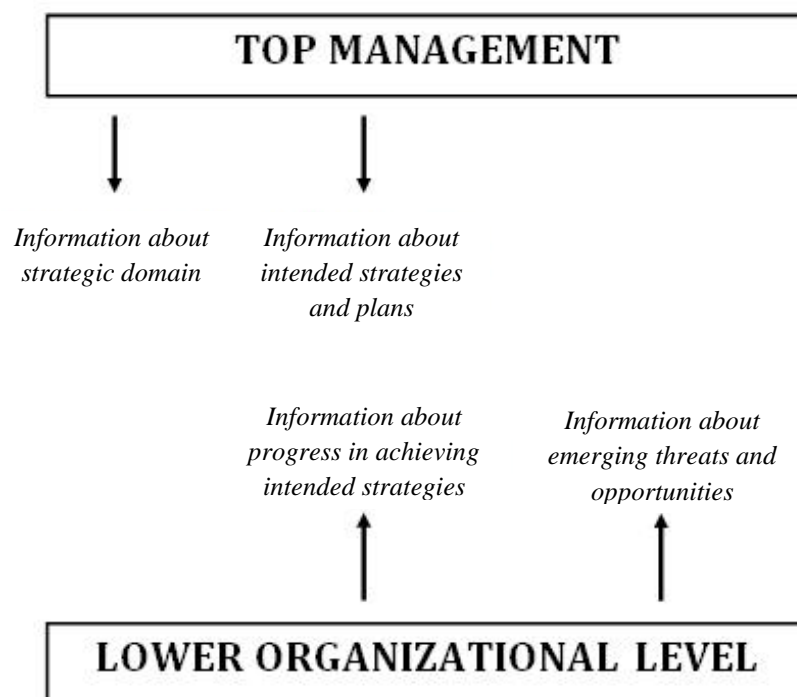 TOP MANAGEMENT
Information about
strategic domain
Information about
intended strategies
and plans
Information about
progress in achieving
intended strategies
Information about
emerging threats and
opportunities
LOWER ORGANIZATIONAL LEVEL